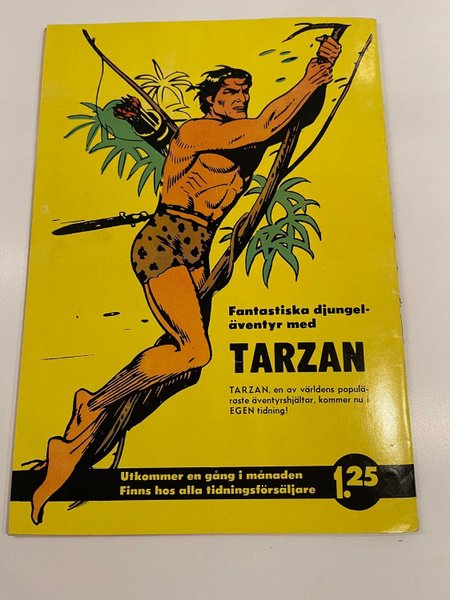 Fantastiska djungel-
äventyr med
TARZAN
TARZAN, en av världens populä-
raste äventyrshjältar, kommer nu i
EGEN tidning!
Utkommer en gång i månaden
Finns hos alla tidningsförsäljare
1.25